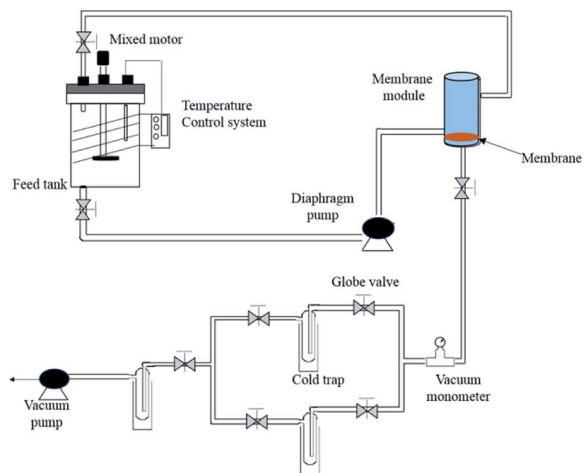 Mixed motor
Membrane
module
Temperature
Control system
Membrane
Feed tank
Diaphragm
pump
Globe valve
Cold trap
Vacuum
monometer
Vacuum
pump